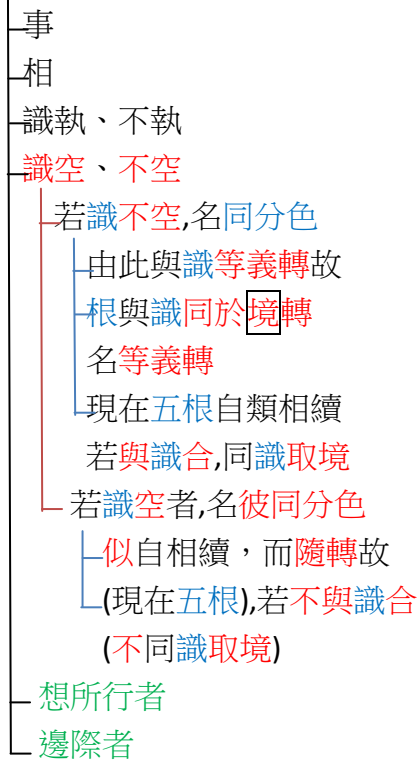 事
相
識執、不執
識空、不空
若識不空,名同分色
由此與識等義轉故
根與識同於境轉
名等義轉
現在五根自類相續
若與識合,同識取境
若識空者,名彼同分色
似自相續，而隨轉故
(現在五根),若不與識合
(不同識取境)
想所行者
邊際者